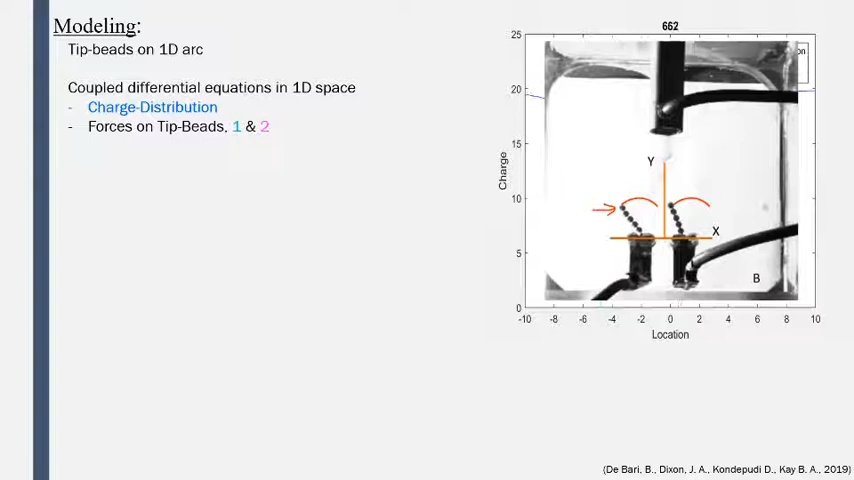 Modeling:
Tip-beads on 1D arc
Coupled differential equations in 1D space
- Charge-Distribution
- Forces on Tip-Beads, 1 & 2
662
25
20
15
10
5
0
Charge
on
Y
X
B
-10 -8 -6 -4 -2 0 2 4 6 8 10
Location
(De Bari, B., Dixon, J. A., Kondepudi D., Kay B. A., 2019)